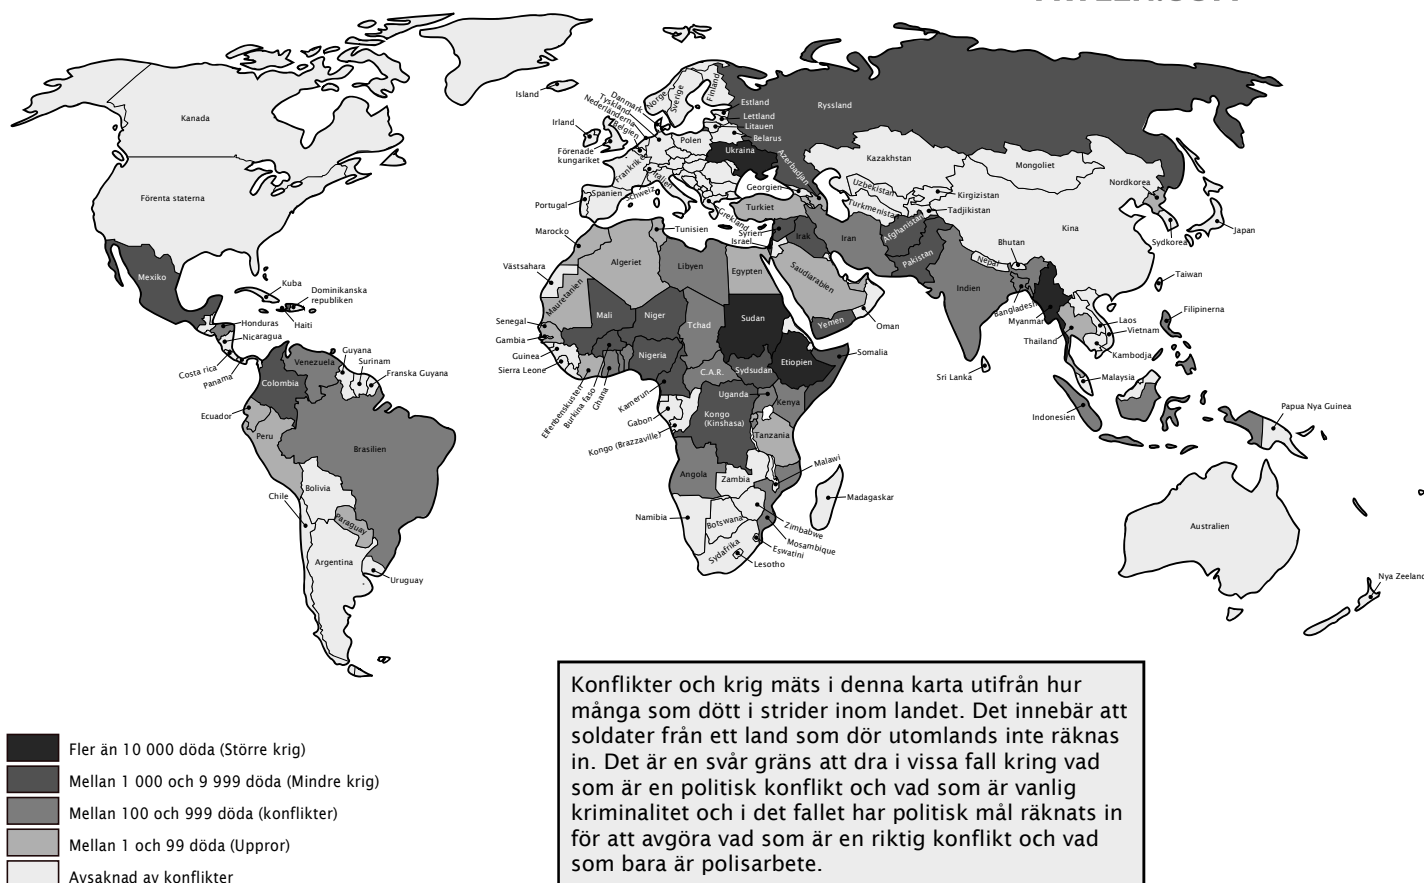 Kanada
Förenta staterna
Mexiko
Kuba
Dominikanska
republiken
Haiti
Honduras
Nicaragua
Costa rica
Panama
Guyana
Surinam
Franska Guyana
Venezuela
Colombia
Ecuador
Peru
Brasilien
Bolivia
Chile
Paraguay
Argentina
Uruguay
Island
Irland
Förenade
kungariket
Danmark
Tyskland
Nederländerna
Belgien
Norge
Sverige
Finland
Estland
Lettland
Litauen
Belarus
Polen
Ukraina
Frankrike
Italien
Schweiz
Spanien
Portugal
Grekland
Georgien
Azerbadjan
Turkiet
Ryssland
Kazakhstan
Uzbekistan
Turkmenistan
Kirgizistan
Tadjikistan
Mongoliet
Nordkorea
Sydkorea
Japan
Kina
Taiwan
Syrien
Israel
Irak
Iran
Afghanistan
Pakistan
Nepal
Bhutan
Indien
Bangladesh
Myanmar
Thailand
Laos
Vietnam
Kambodja
Filipinerna
Malaysia
Indonesien
Papua Nya Guinea
Sri Lanka
Saudiarabien
Yemen
Oman
Marocko
Tunisien
Västsahara
Algeriet
Libyen
Egypten
Mauretanien
Mali
Niger
Tchad
Sudan
Etiopien
Somalia
Senegal
Gambia
Guinea
Sierra Leone
Elfenbenskusten
Burkina faso
Ghana
Nigeria
Kamerun
C.A.R.
Sydsudan
Gabon
Kongo (Brazzaville)
Kongo
(Kinshasa)
Uganda
Kenya
Tanzania
Angola
Zambia
Malawi
Namibia
Botswana
Zimbabwe
Mosambique
Eswatini
Sydafrika
Lesotho
Madagaskar
Australien
Nya Zeeland
Fler än 10 000 döda (Större krig)
Mellan 1 000 och 9 999 döda (Mindre krig)
Mellan 100 och 999 döda (konflikter)
Mellan 1 och 99 döda (Uppror)
Avsaknad av konflikter
Konflikter och krig mäts i denna karta utifrån hur
många som dött i strider inom landet. Det innebär att
soldater från ett land som dör utomlands inte räknas
in. Det är en svår gräns att dra i vissa fall kring vad
som är en politisk konflikt och vad som är vanlig
kriminalitet och i det fallet har politisk mål räknats in
för att avgöra vad som är en riktig konflikt och vad
som bara är polisarbete.